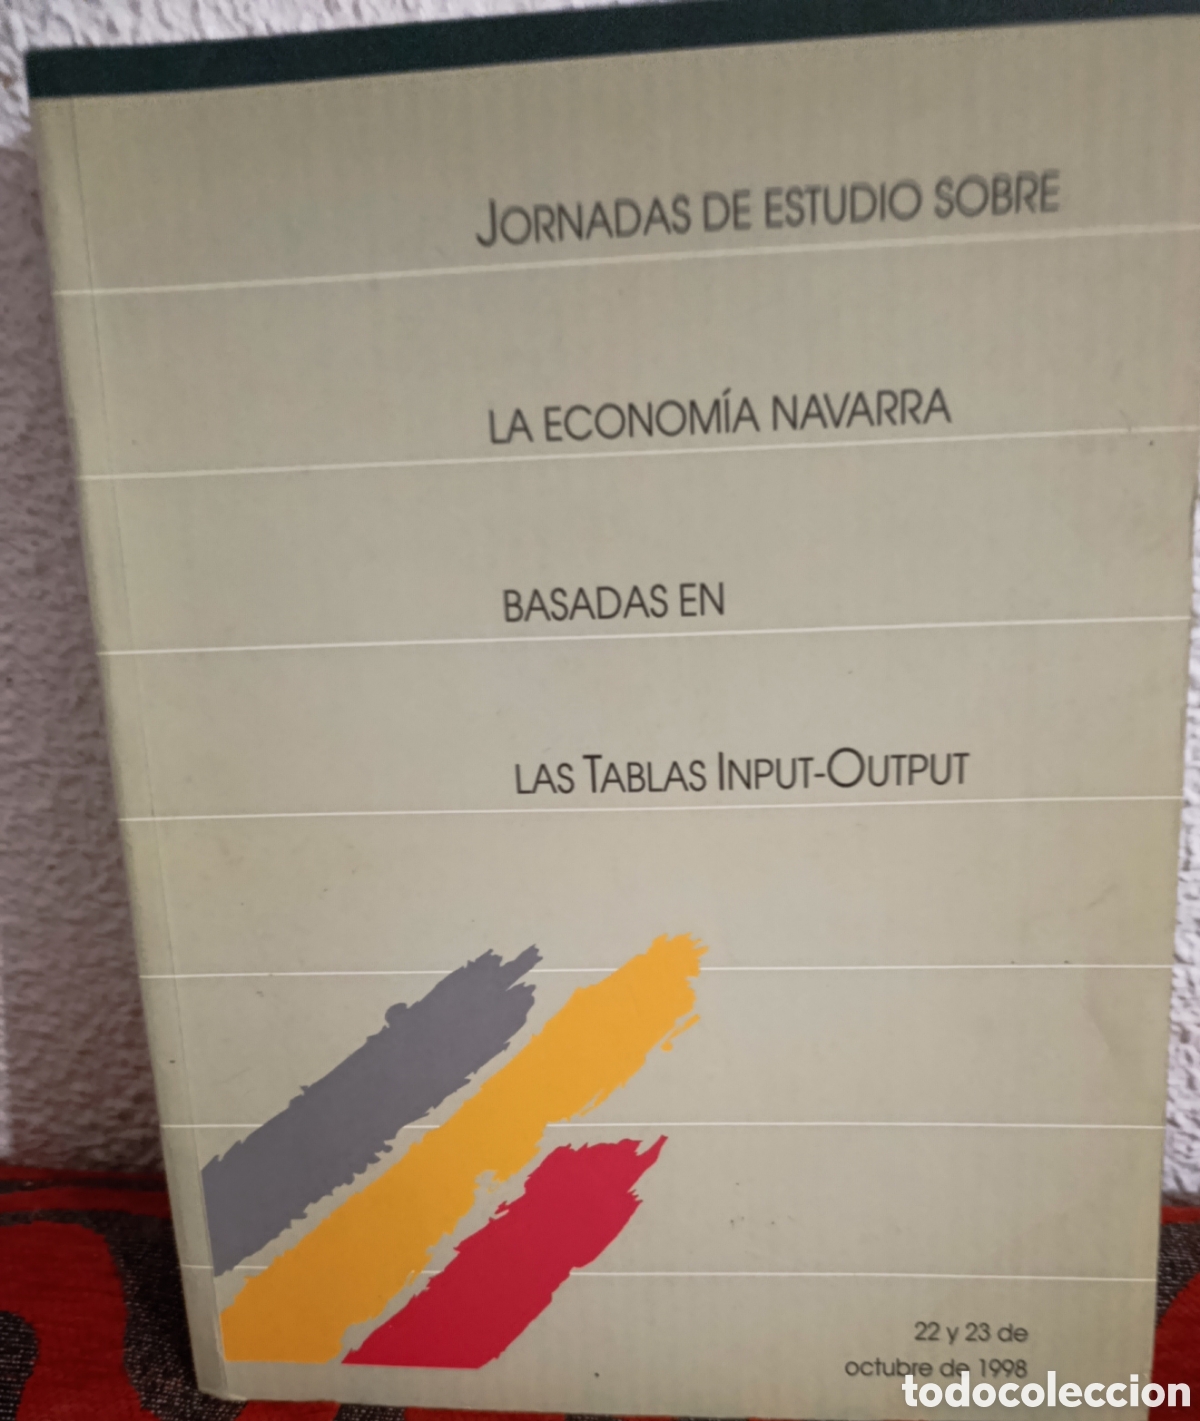 JORNADAS DE ESTUDIO SOBRE
LA ECONOMÍA NAVARRA
BASADAS EN
LAS TABLAS INPUT-OUTPUT
22 y 23 de
octubre de 1998
todocoleccion